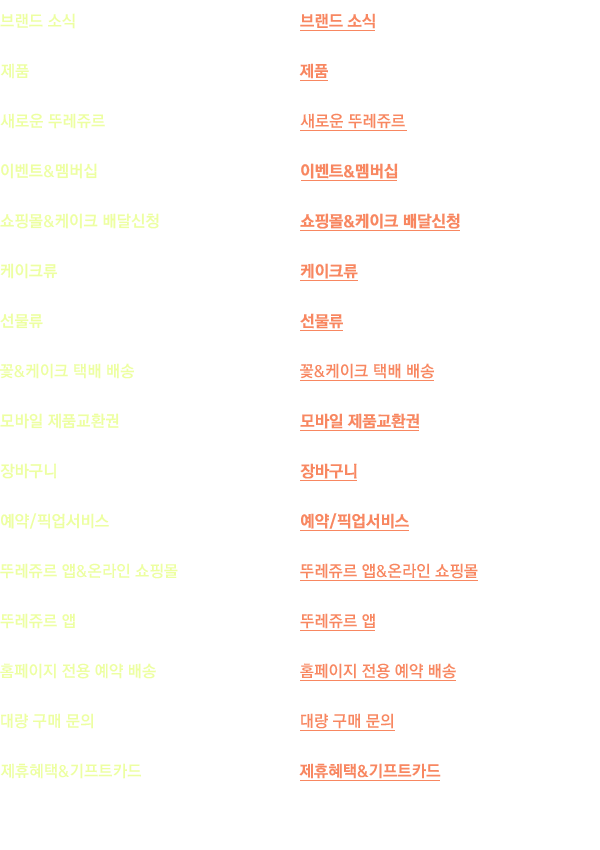 브랜드 소식 브랜드 소식
제품 제품
새로운 뚜레쥬르 새로운 뚜레쥬르
이벤트&멤버십 이벤트&멤버십
쇼핑몰&케이크 배달신청 쇼핑몰&케이크 배달신청
케이크류 케이크류
선물류 선물류
꽃&케이크 택배 배송 꽃&케이크 택배 배송
모바일 제품교환권 모바일 제품교환권
장바구니 장바구니
예약/픽업서비스 예약/픽업서비스
뚜레쥬르 앱&온라인 쇼핑몰 뚜레쥬르 앱&온라인 쇼핑몰
뚜레쥬르 앱 뚜레쥬르 앱
홈페이지 전용 예약 배송 홈페이지 전용 예약 배송
대량 구매 문의 대량 구매 문의
제휴혜택&기프트카드 제휴혜택&기프트카드